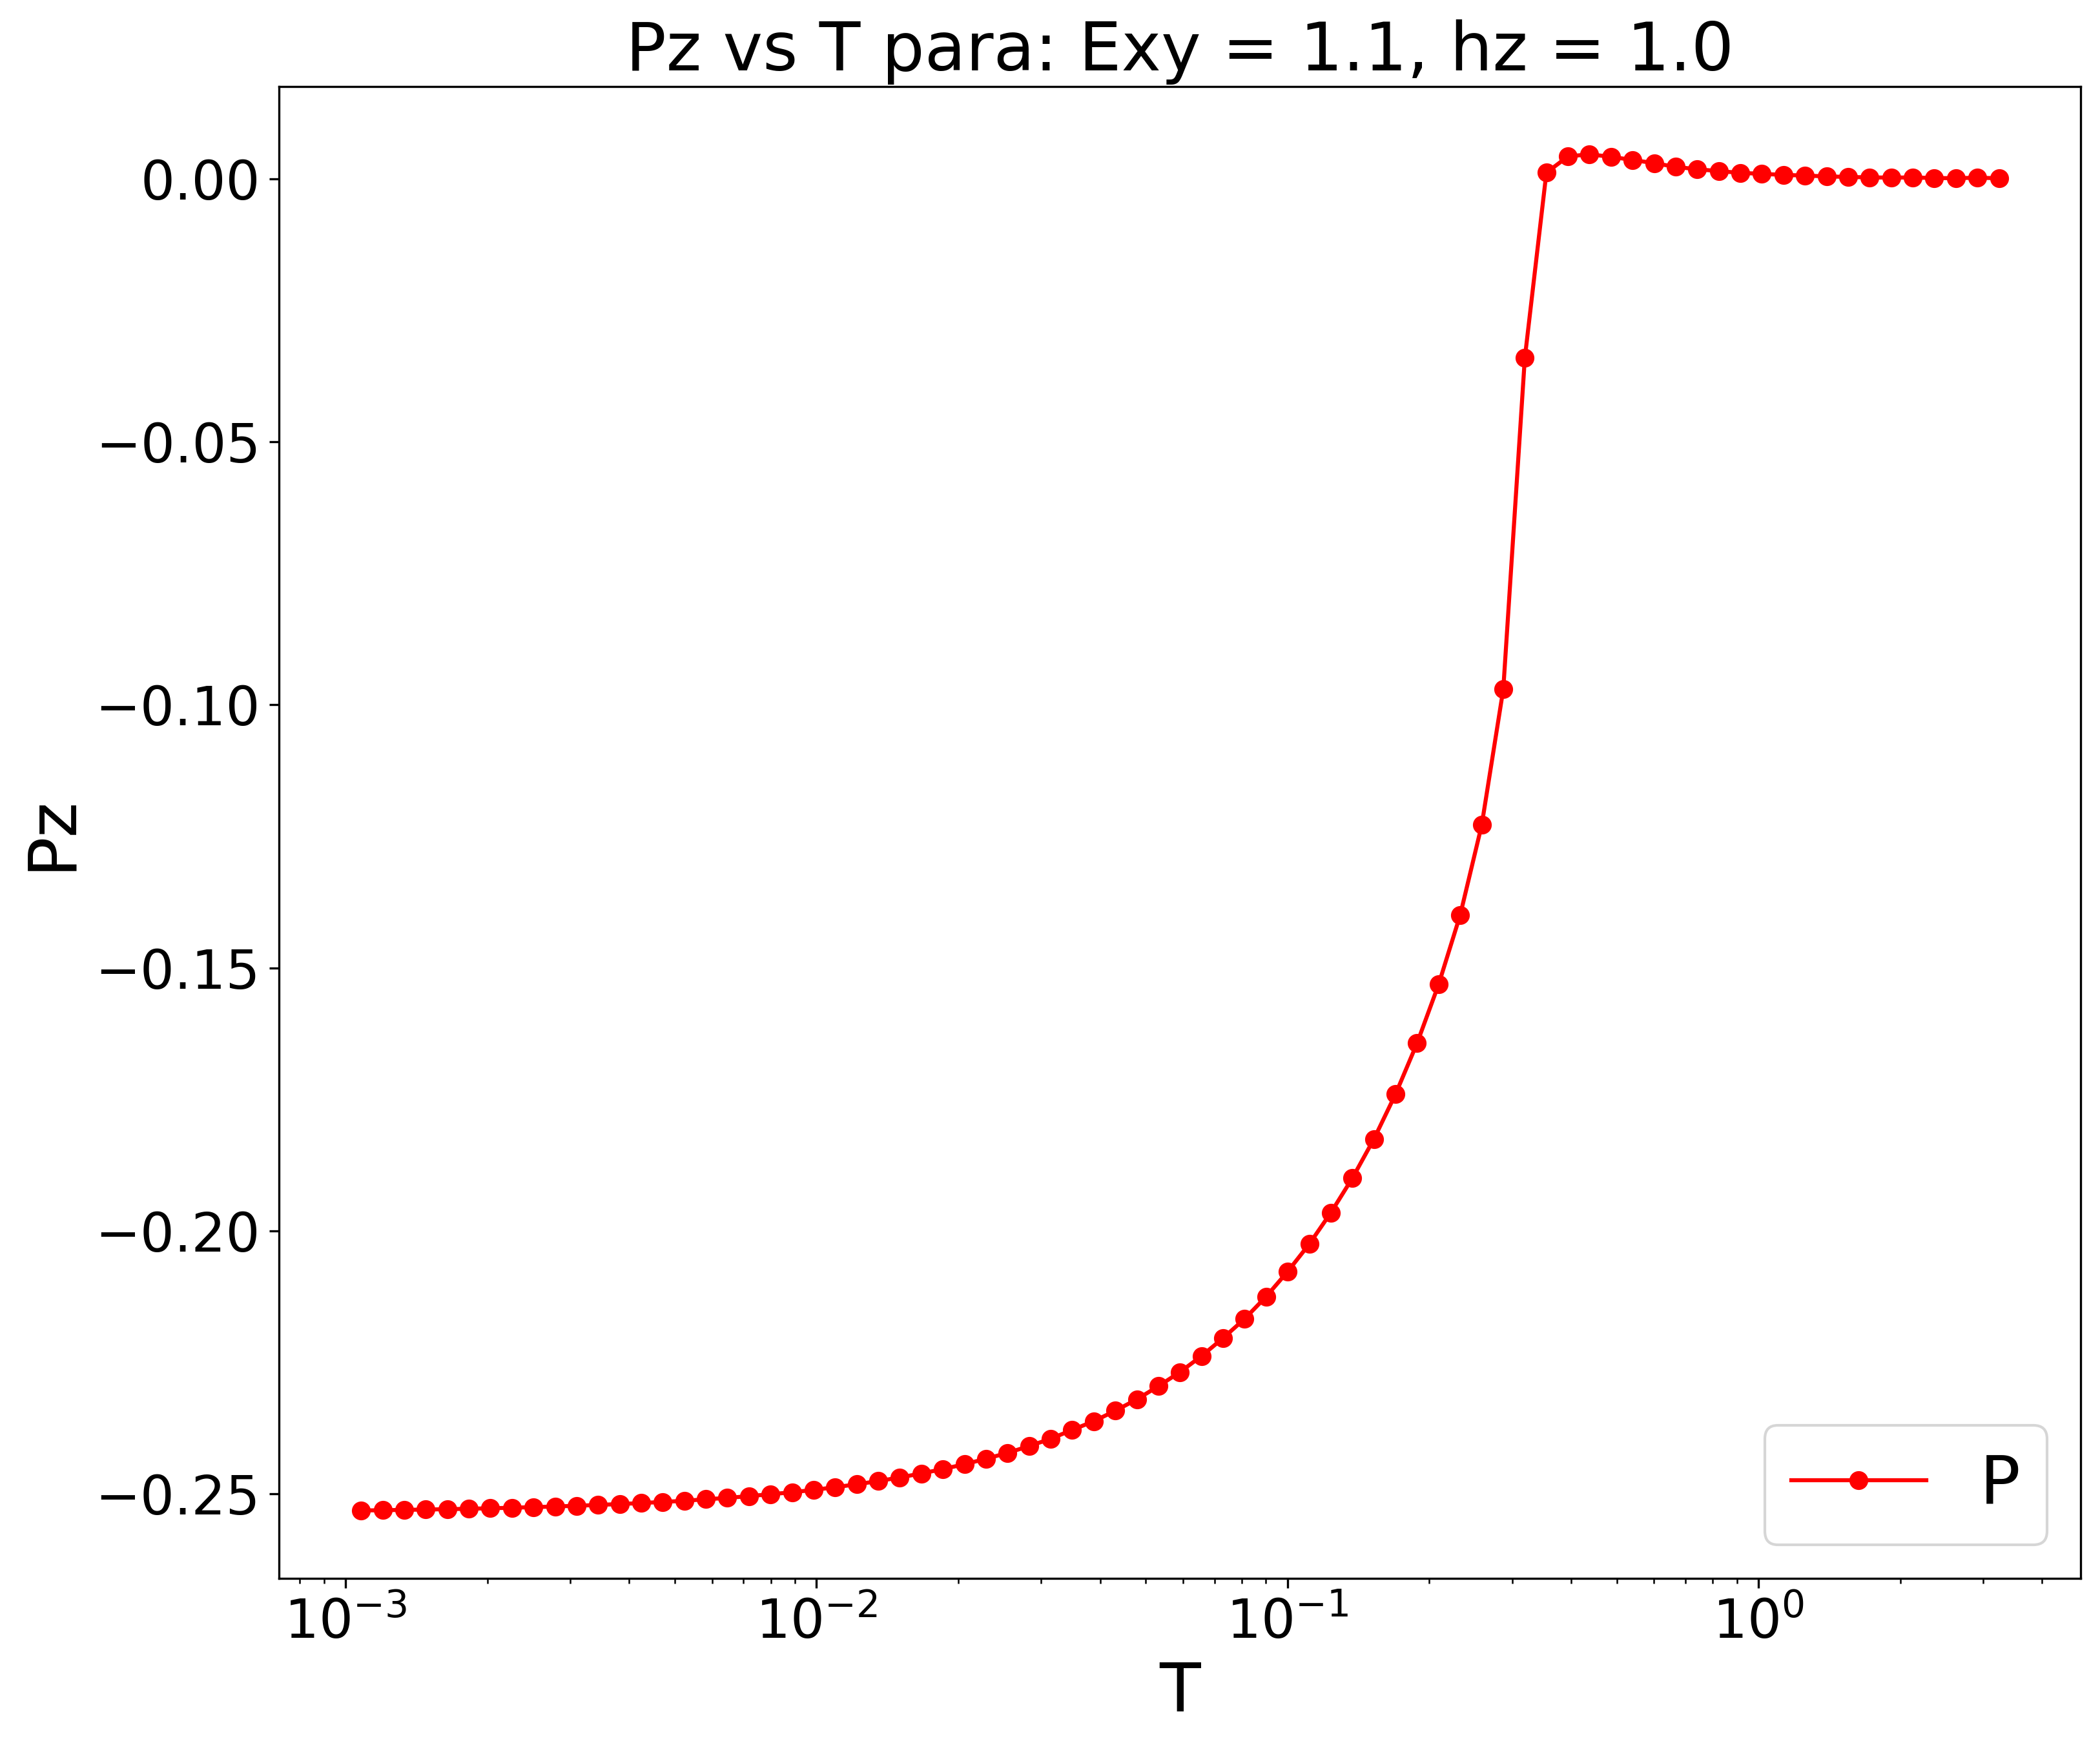 Pz vs T para: Exy = 1.1, hz = 1.0
0.00
−0.05
−0.10
−0.15
−0.20
−0.25
Pz
P
10⁻³ 10⁻² 10⁻¹ 10⁰
T